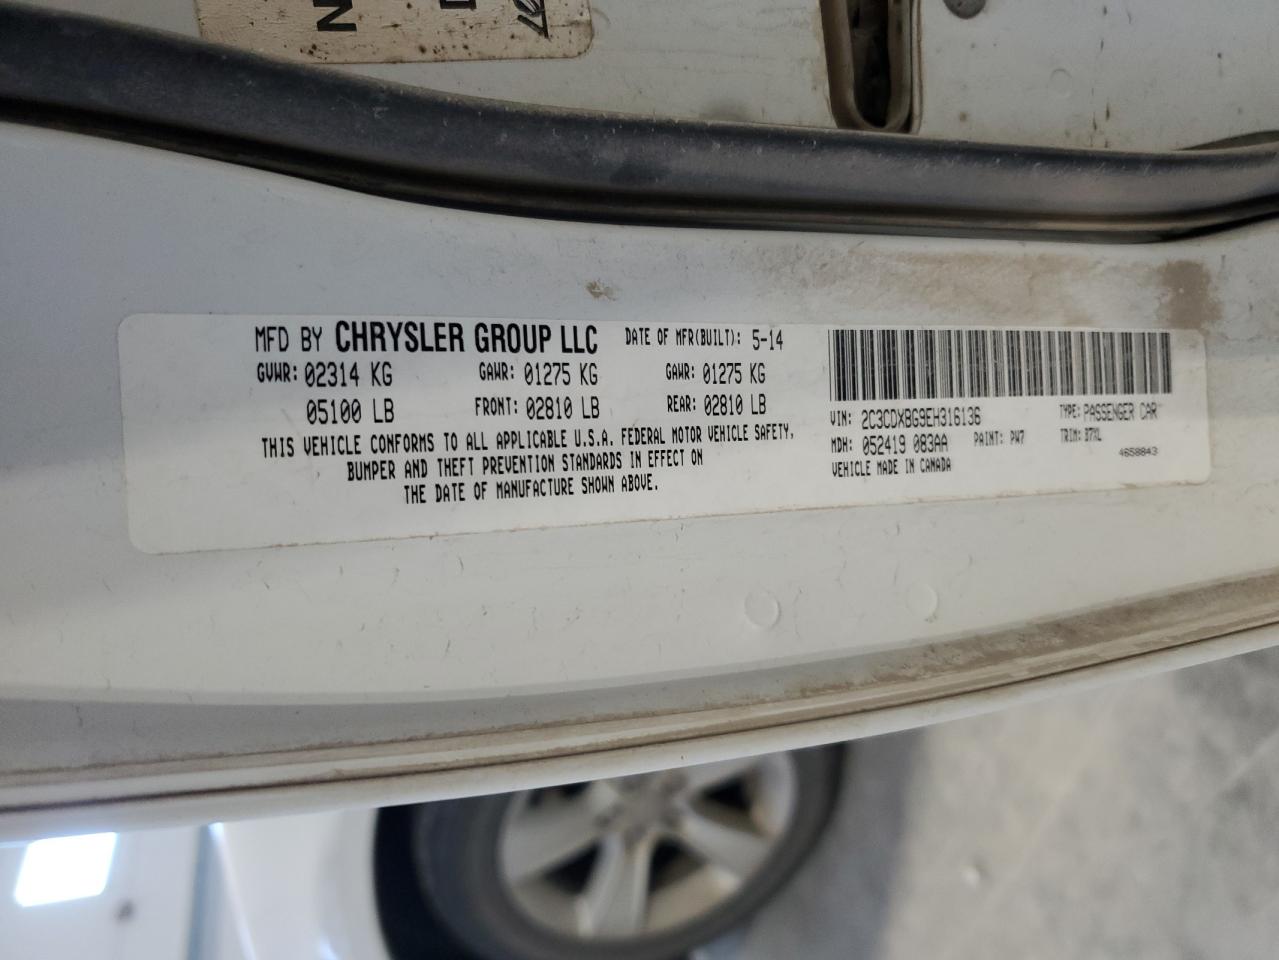 MFD BY CHRYSLER GROUP LLC DATE OF MFR(BUILT): 5-14
GVWR: 02314 KG GAWR: 01275 KG GAWR: 01275 KG
05100 LB FRONT: 02810 LB REAR: 02810 LB
THIS VEHICLE CONFORMS TO ALL APPLICABLE U.S.A. FEDERAL MOTOR VEHICLE SAFETY,
BUMPER AND THEFT PREVENTION STANDARDS IN EFFECT ON
THE DATE OF MANUFACTURE SHOWN ABOVE.
VIN: 2C3CDXBG9EH316136 TYPE: PASSENGER CAR
MDH: 052419 083AA PAINT: PW7 TRIM: B7XL
VEHICLE MADE IN CANADA 4658843